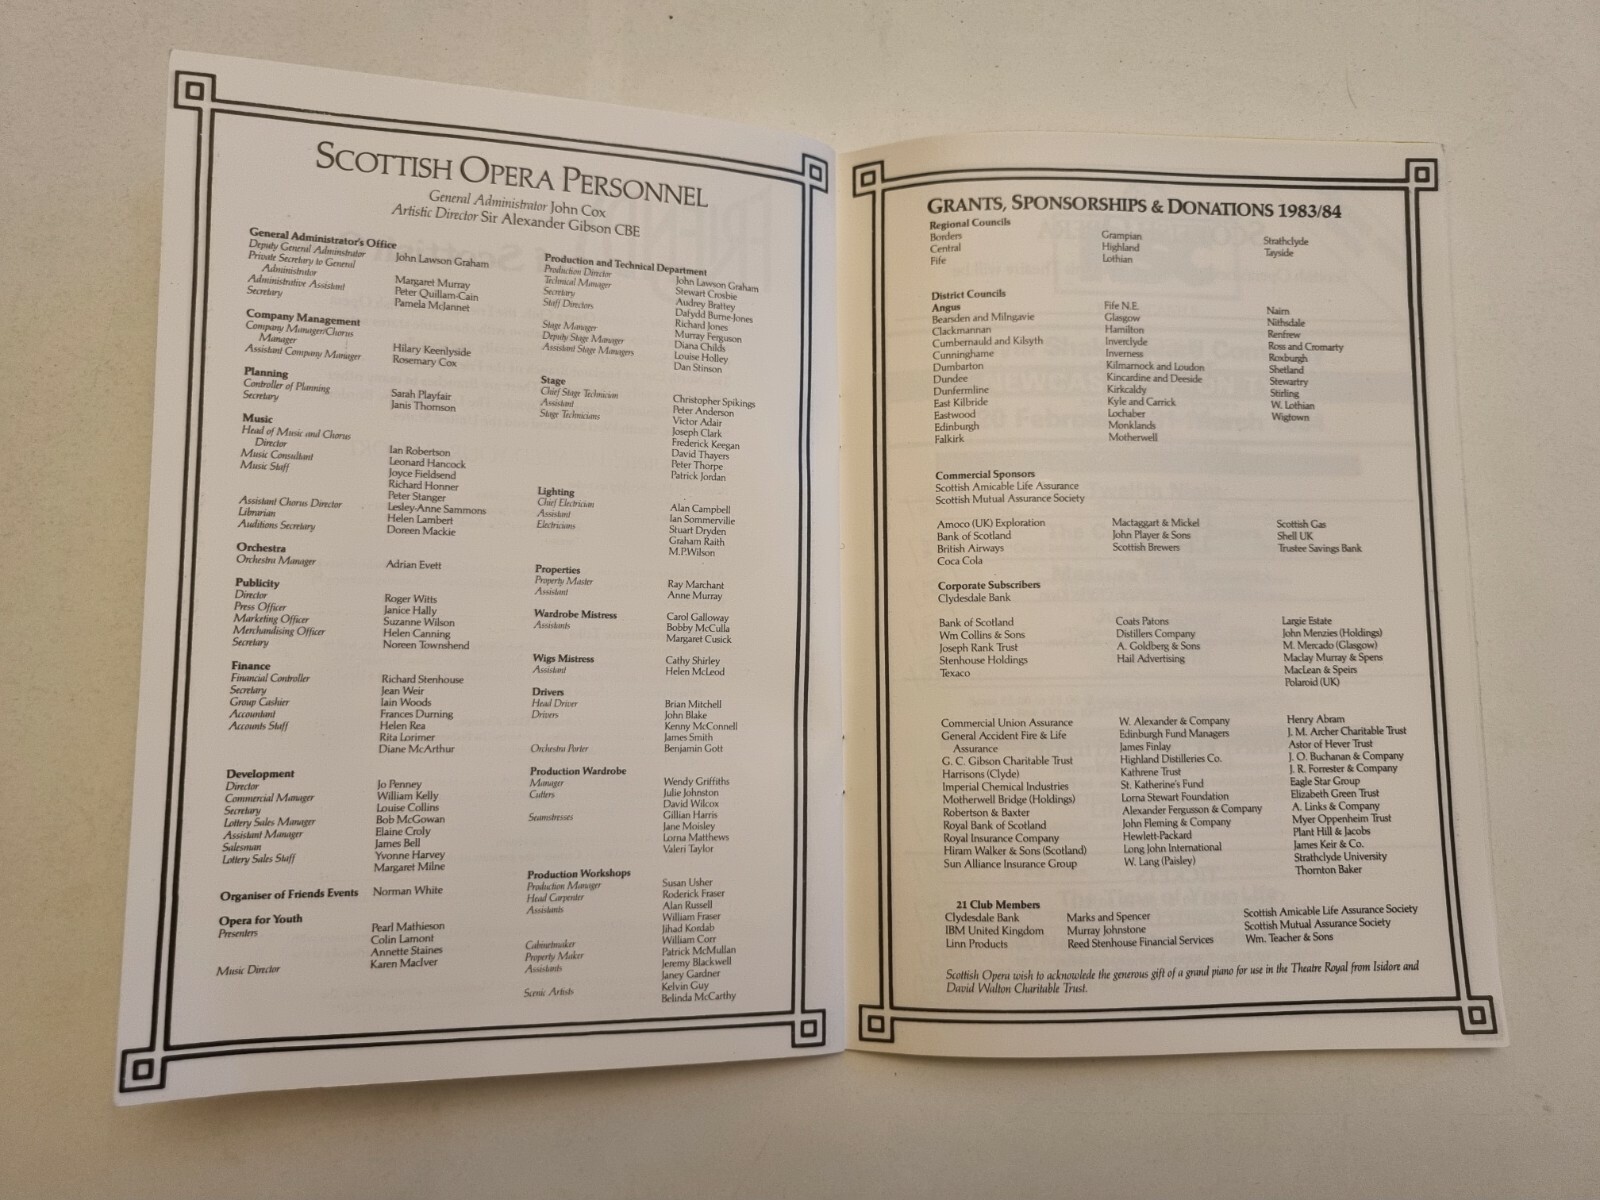 SCOTTISH OPERA PERSONNEL
General Administrator John Cox
Artistic Director Sir Alexander Gibson CBE
General Administrator's Office
Deputy General Adminstrator John Lawson Graham
Private Secretary to General
Administrator Margaret Murray
Administrative Assistant Peter Quillam-Cain
Secretary Pamela McJannet
Company Management
Company Manager/Chorus
Manager Hilary Keenlyside
Assistant Company Manager Rosemary Cox
Planning
Controller of Planning Sarah Playfair
Secretary Janis Thomson
Music
Head of Music and Chorus
Director Ian Robertson
Music Consultant Leonard Hancock
Music Staff Joyce Fieldsend
Richard Honner
Peter Stanger
Assistant Chorus Director Lesley-Anne Sammons
Librarian Helen Lambert
Auditions Secretary Doreen Mackie
Orchestra
Orchestra Manager Adrian Evett
Publicity
Director Roger Witts
Press Officer Janice Hally
Marketing Officer Suzanne Wilson
Merchandising Officer Helen Canning
Secretary Noreen Townshend
Finance
Financial Controller Richard Stenhouse
Secretary Jean Weir
Group Cashier Iain Woods
Accountant Frances Durning
Accounts Staff Helen Rea
Rita Lorimer
Diane McArthur
Development
Director Jo Penney
Commercial Manager William Kelly
Secretary Louise Collins
Lottery Sales Manager Bob McGowan
Assistant Manager Elaine Croly
Salesman James Bell
Lottery Sales Staff Yvonne Harvey
Margaret Milne
Organiser of Friends Events Norman White
Opera for Youth
Presenters Pearl Mathieson
Colin Lamont
Annette Staines
Music Director Karen MacIver
Production and Technical Department
Production Director John Lawson Graham
Technical Manager Stewart Crosbie
Secretary Audrey Brattey
Staff Directors Dafydd Burne-Jones
Richard Jones
Stage Manager Murray Ferguson
Deputy Stage Manager Diana Childs
Assistant Stage Managers Louise Holley
Dan Stinson
Stage
Chief Stage Technician Christopher Spikings
Assistant Peter Anderson
Stage Technicians Victor Adair
Joseph Clark
Frederick Keegan
David Thayers
Peter Thorpe
Patrick Jordan
Lighting
Chief Electrician Alan Campbell
Assistant Ian Sommerville
Electricians Stuart Dryden
Graham Raith
M.P.Wilson
Properties
Property Master Ray Marchant
Assistant Anne Murray
Wardrobe Mistress Carol Galloway
Assistants Bobby McCulla
Margaret Cusick
Wigs Mistress Cathy Shirley
Assistant Helen McLeod
Drivers
Head Driver Brian Mitchell
Drivers John Blake
Kenny McConnell
James Smith
Orchestra Porter Benjamin Gott
Production Wardrobe
Manager Wendy Griffiths
Cutters Julie Johnston
David Wilcox
Seamstresses Gillian Harris
Jane Moisley
Lorna Matthews
Valeri Taylor
Production Workshops
Production Manager Susan Usher
Head Carpenter Roderick Fraser
Assistants Alan Russell
William Fraser
Jihad Kordab
William Corr
Cabinetmaker Patrick McMullan
Property Maker Jeremy Blackwell
Assistants Janey Gardner
Kelvin Guy
Scenic Artists Belinda McCarthy
GRANTS, SPONSORSHIPS & DONATIONS 1983/84
Regional Councils
Borders
Central
Fife
Grampian
Highland
Lothian
Strathclyde
Tayside
District Councils
Angus
Bearsden and Milngavie
Clackmannan
Cumbernauld and Kilsyth
Cunninghame
Dumbarton
Dundee
Dunfermline
East Kilbride
Eastwood
Edinburgh
Falkirk
Fife N.E.
Glasgow
Hamilton
Inverclyde
Inverness
Kilmarnock and Loudon
Kincardine and Deeside
Kirkcaldy
Kyle and Carrick
Lochaber
Monklands
Motherwell
Nairn
Nithsdale
Renfrew
Ross and Cromarty
Roxburgh
Shetland
Stewartry
Stirling
W. Lothian
Wigtown
Commercial Sponsors
Scottish Amicable Life Assurance
Scottish Mutual Assurance Society
Amoco (UK) Exploration
Bank of Scotland
British Airways
Coca Cola
Mactaggart & Mickel
John Player & Sons
Scottish Brewers
Scottish Gas
Shell UK
Trustee Savings Bank
Corporate Subscribers
Clydesdale Bank
Bank of Scotland
Wm Collins & Sons
Joseph Rank Trust
Stenhouse Holdings
Texaco
Coats Patons
Distillers Company
A. Goldberg & Sons
Hail Advertising
Largie Estate
John Menzies (Holdings)
M. Mercado (Glasgow)
Maclay Murray & Spens
MacLean & Speirs
Polaroid (UK)
Commercial Union Assurance
General Accident Fire & Life
Assurance
G. C. Gibson Charitable Trust
Harrisons (Clyde)
Imperial Chemical Industries
Motherwell Bridge (Holdings)
Robertson & Baxter
Royal Bank of Scotland
Royal Insurance Company
Hiram Walker & Sons (Scotland)
Sun Alliance Insurance Group
W. Alexander & Company
Edinburgh Fund Managers
James Finlay
Highland Distilleries Co.
Kathrene Trust
St. Katherine's Fund
Lorna Stewart Foundation
Alexander Fergusson & Company
John Fleming & Company
Hewlett-Packard
Long John International
W. Lang (Paisley)
Henry Abram
J. M. Archer Charitable Trust
Astor of Hever Trust
J. O. Buchanan & Company
J. R. Forrester & Company
Eagle Star Group
Elizabeth Green Trust
A. Links & Company
Myer Oppenheim Trust
Plant Hill & Jacobs
James Keir & Co.
Strathclyde University
Thornton Baker
21 Club Members
Clydesdale Bank
IBM United Kingdom
Linn Products
Marks and Spencer
Murray Johnstone
Reed Stenhouse Financial Services
Scottish Amicable Life Assurance Society
Scottish Mutual Assurance Society
Wm. Teacher & Sons
Scottish Opera wish to acknowlede the generous gift of a grand piano for use in the Theatre Royal from Isidore and
David Walton Charitable Trust.